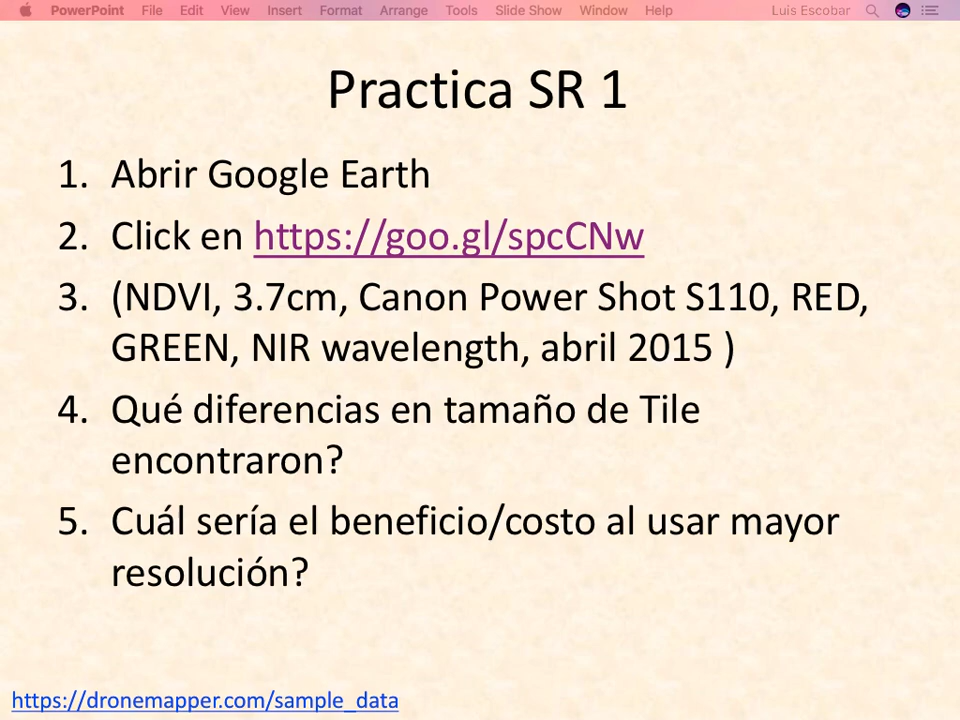 PowerPoint File Edit View Insert Format Arrange Tools Slide Show Window Help Luis Escobar
Practica SR 1
1. Abrir Google Earth
2. Click en https://goo.gl/spcCNw
3. (NDVI, 3.7cm, Canon Power Shot S110, RED,
GREEN, NIR wavelength, abril 2015 )
4. Qué diferencias en tamaño de Tile
encontraron?
5. Cuál sería el beneficio/costo al usar mayor
resolución?
https://dronemapper.com/sample_data